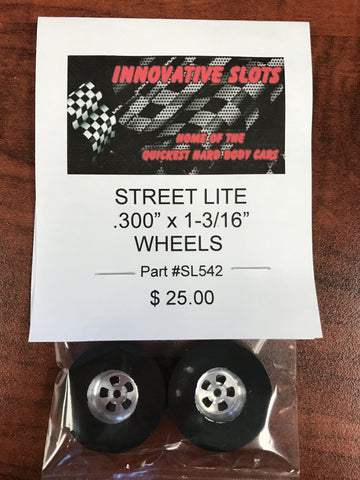 INNOVATIVE SLOTS
HOME OF THE
QUICKEST HARD BODY CARS
STREET LITE
.300” x 1-3/16”
WHEELS
Part #SL542
$ 25.00